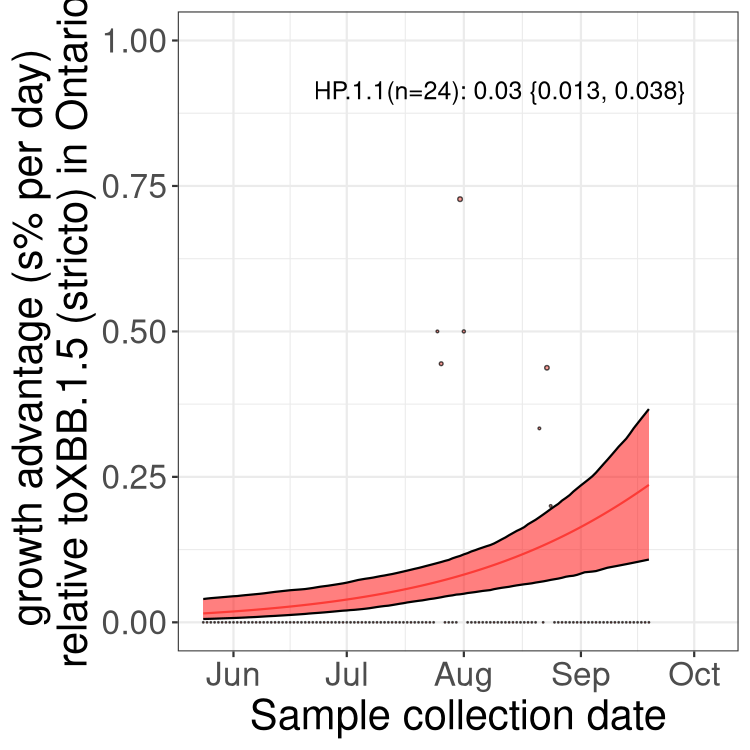 growth advantage (s% per day)
relative toXBB.1.5 (stricto) in Ontario
1.00
0.75
0.50
0.25
0.00
HP.1.1(n=24): 0.03 {0.013, 0.038}
Jun Jul Aug Sep Oct
Sample collection date